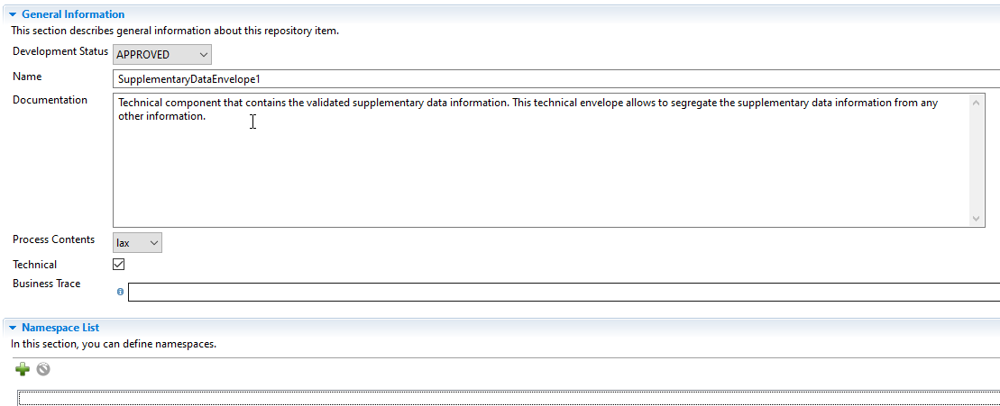 General Information
This section describes general information about this repository item.
Development Status APPROVED
Name SupplementaryDataEnvelope1
Documentation Technical component that contains the validated supplementary data information. This technical envelope allows to segregate the supplementary data information from any
other information.
Process Contents lax
Technical
Business Trace
Namespace List
In this section, you can define namespaces.